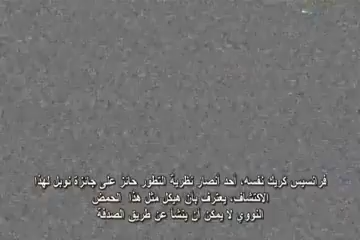 فرانسيس كريك نفسه، أحد أنصار نظرية التطور حائز على جائزة نوبل لهذا
الاكتشاف، يعترف بأن هيكل مثل هذا  الحمض
النووي لا يمكن أن ينشأ عن طريق الصدفة